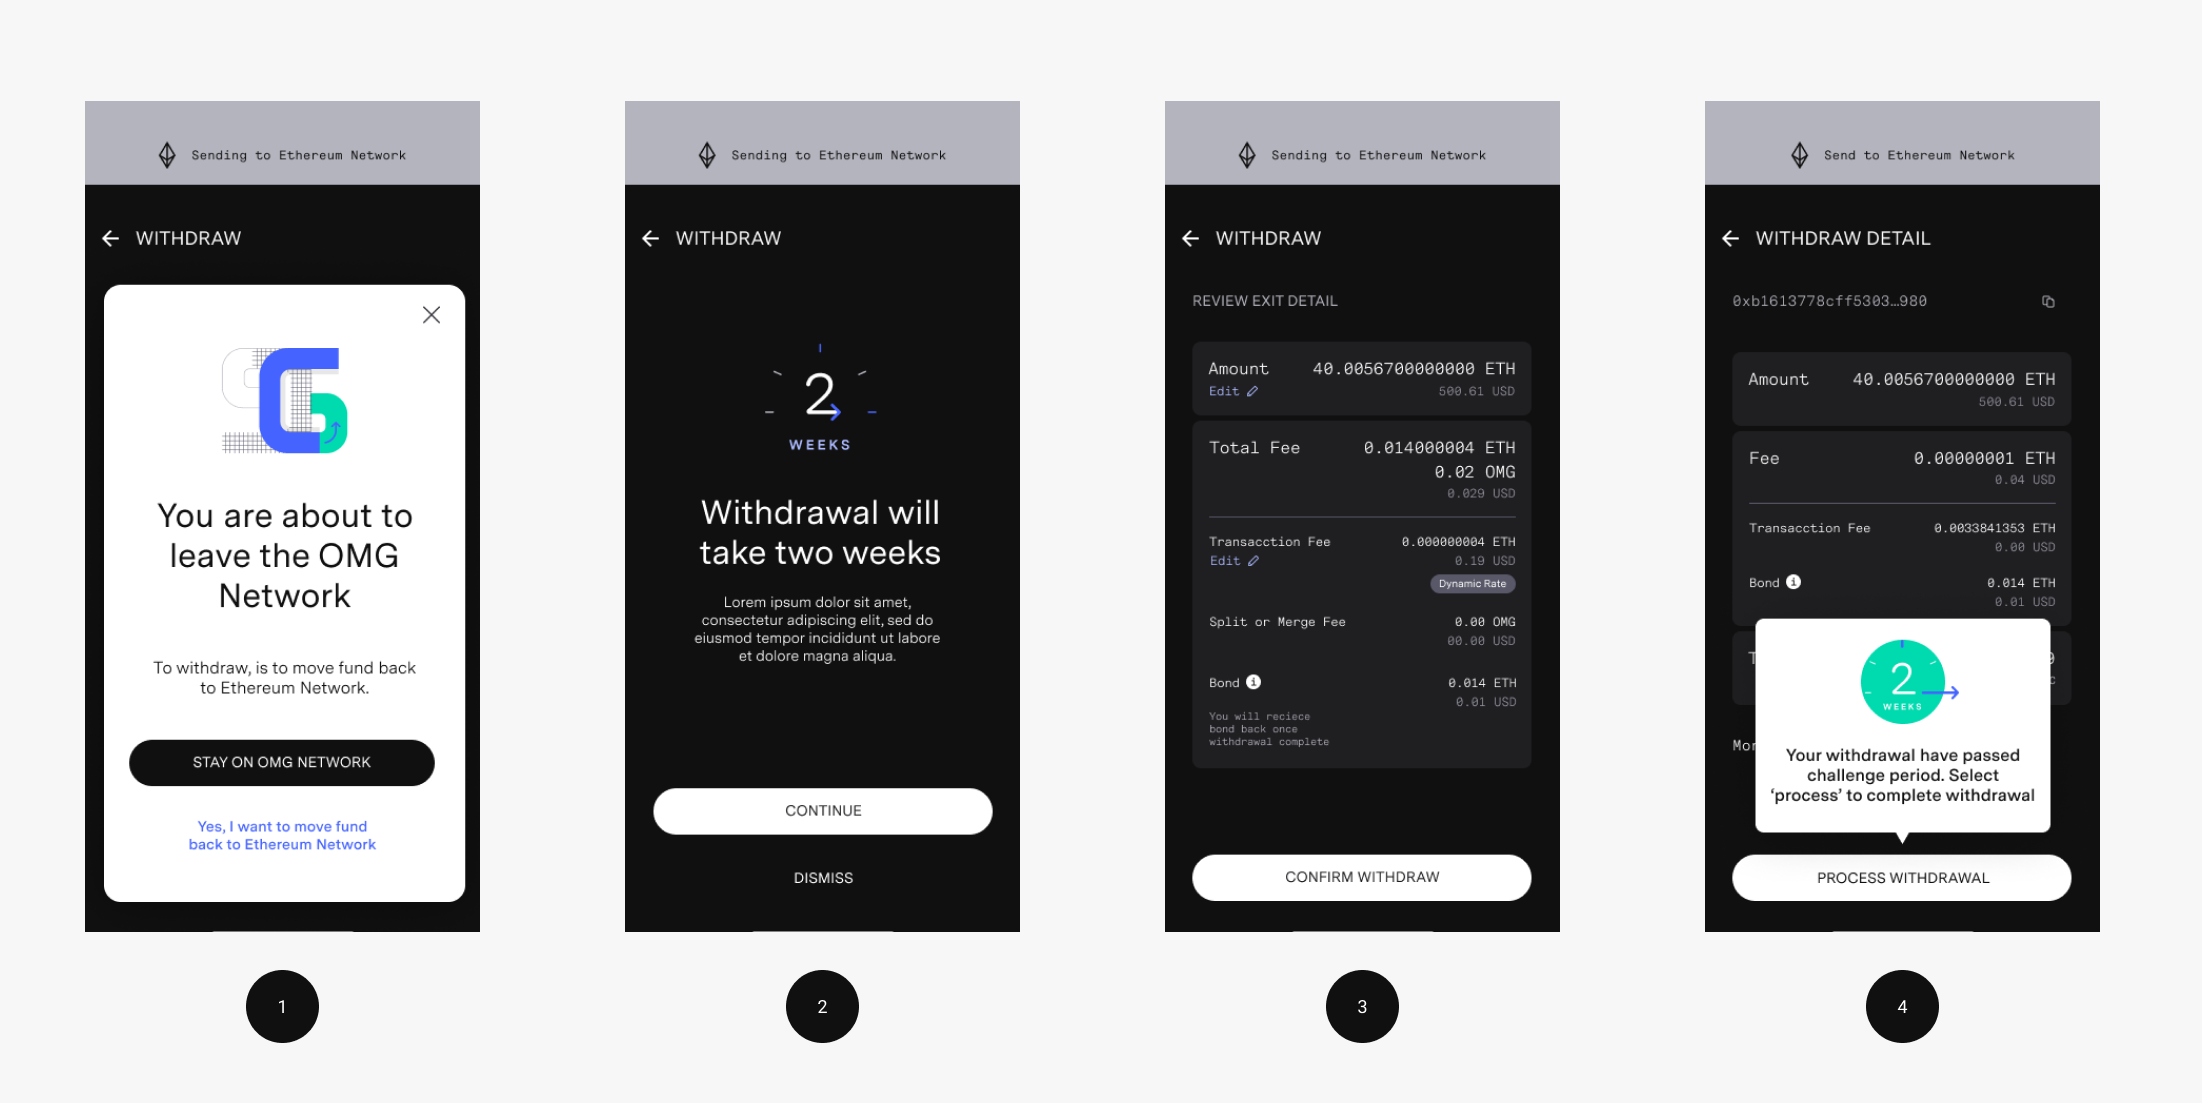 Sending to Ethereum Network
WITHDRAW
You are about to
leave the OMG
Network
To withdraw, is to move fund back
to Ethereum Network.
STAY ON OMG NETWORK
Yes, I want to move fund
back to Ethereum Network
1
Sending to Ethereum Network
WITHDRAW
2
WEEKS
Withdrawal will
take two weeks
Lorem ipsum dolor sit amet,
consectetur adipiscing elit, sed do
eiusmod tempor incididunt ut labore
et dolore magna aliqua.
CONTINUE
DISMISS
2
Sending to Ethereum Network
WITHDRAW
REVIEW EXIT DETAIL
Amount 40.0056700000000 ETH
Edit 500.61 USD
Total Fee 0.014000004 ETH
0.02 OMG
0.029 USD
Transacction Fee 0.000000004 ETH
Edit 0.19 USD
Dynamic Rate
Split or Merge Fee 0.00 OMG
00.00 USD
Bond 0.014 ETH
0.01 USD
You will reciece
bond back once
withdrawal complete
CONFIRM WITHDRAW
3
Send to Ethereum Network
WITHDRAW DETAIL
0xb1613778cff5303…980
Amount 40.0056700000000 ETH
500.61 USD
Fee 0.00000001 ETH
0.04 USD
Transacction Fee 0.0033841353 ETH
0.00 USD
Bond 0.014 ETH
0.01 USD
2
WEEKS
Your withdrawal have passed
challenge period. Select
‘process’ to complete withdrawal
PROCESS WITHDRAWAL
4